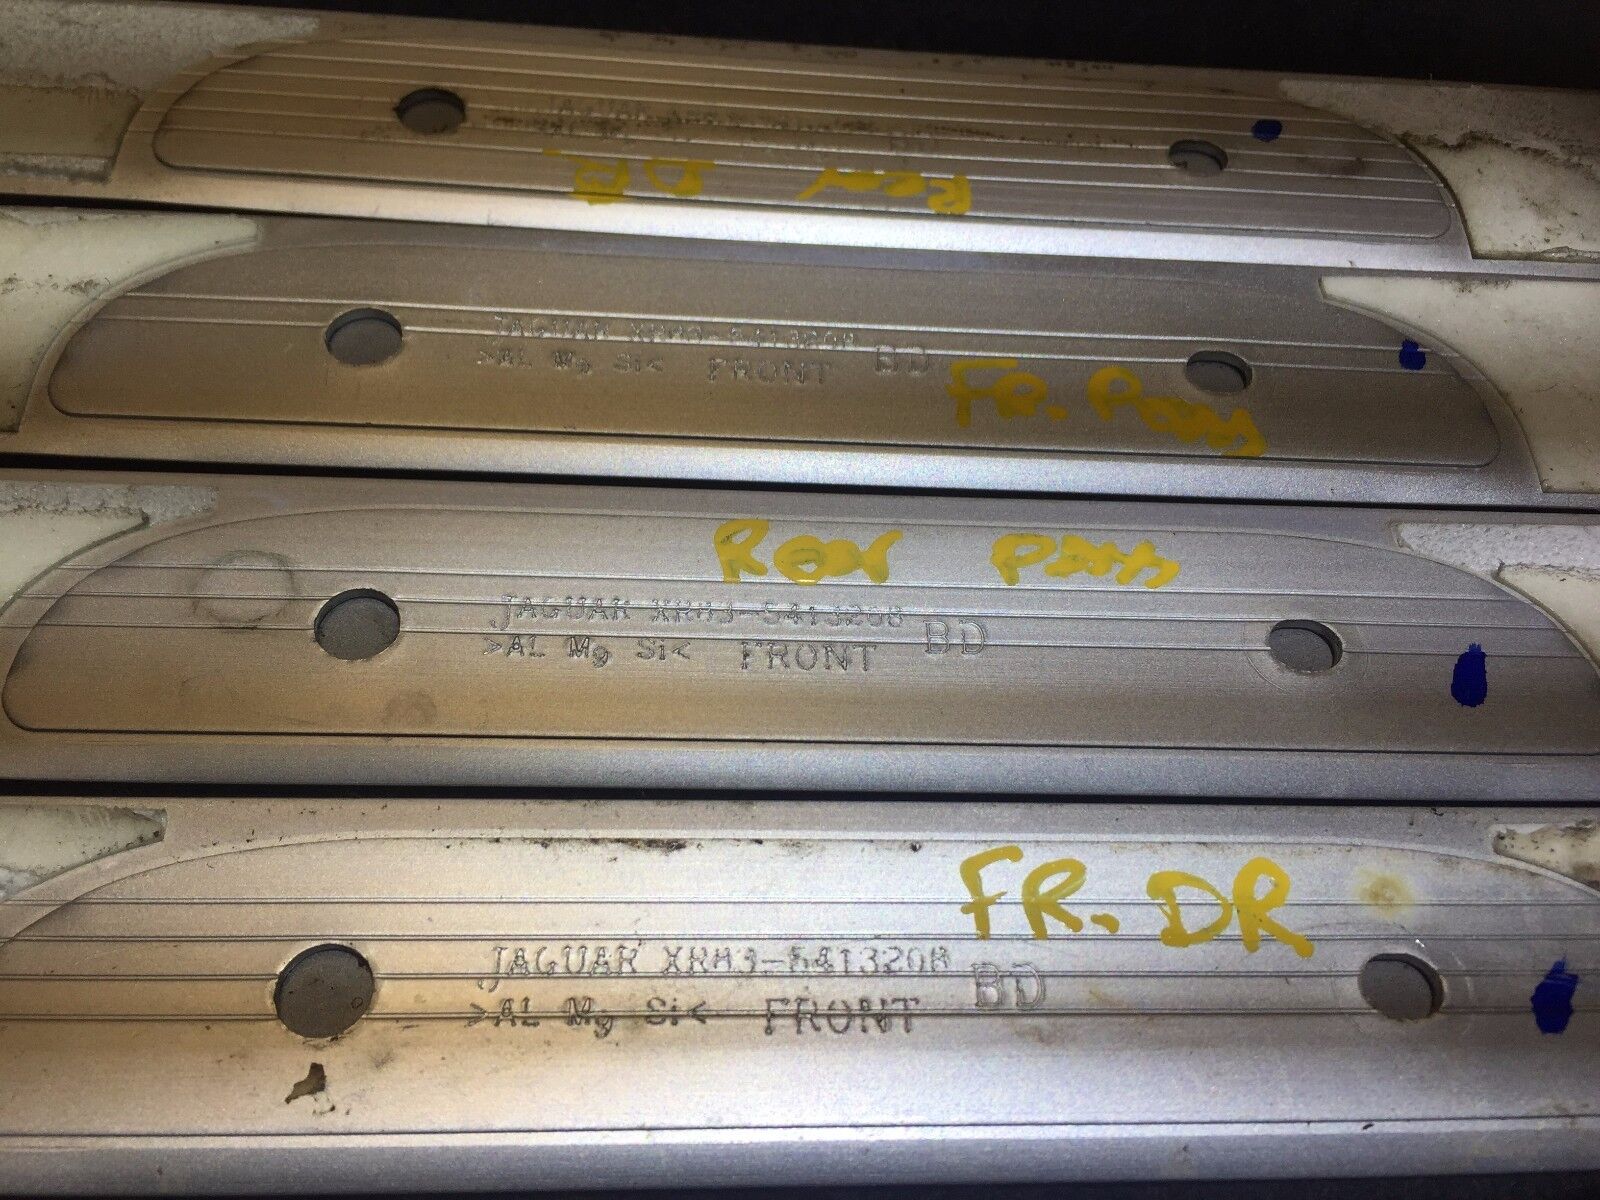 JAGUAR
Rear DR.
JAGUAR XR83-5413208 BD
>AL Mg Si< FRONT
FR. Pass
Rear Pass
JAGUAR XR83-5413208 BD
>AL Mg Si< FRONT
FR. DR
JAGUAR XR83-5413208 BD
>AL Mg Si< FRONT